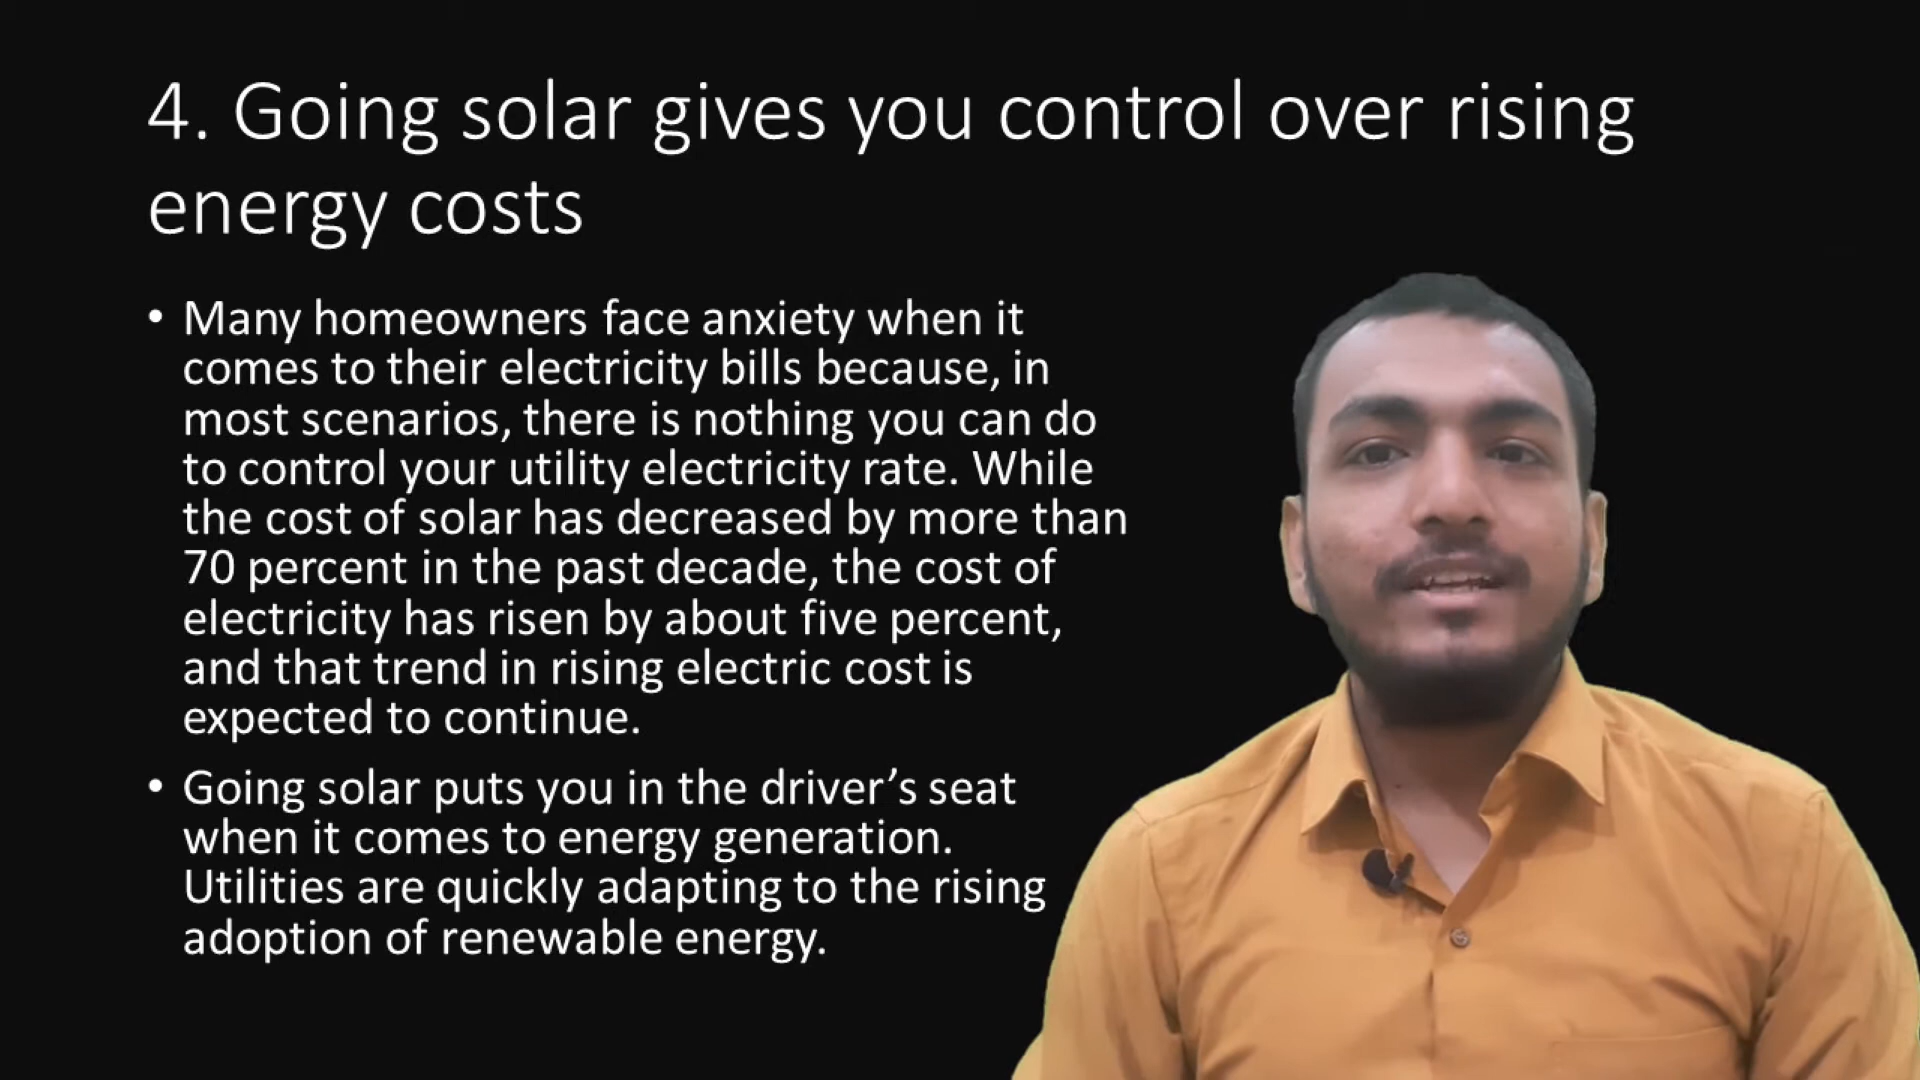 4. Going solar gives you control over rising
energy costs
• Many homeowners face anxiety when it
comes to their electricity bills because, in
most scenarios, there is nothing you can do
to control your utility electricity rate. While
the cost of solar has decreased by more than
70 percent in the past decade, the cost of
electricity has risen by about five percent,
and that trend in rising electric cost is
expected to continue.
• Going solar puts you in the driver’s seat
when it comes to energy generation.
Utilities are quickly adapting to the rising
adoption of renewable energy.